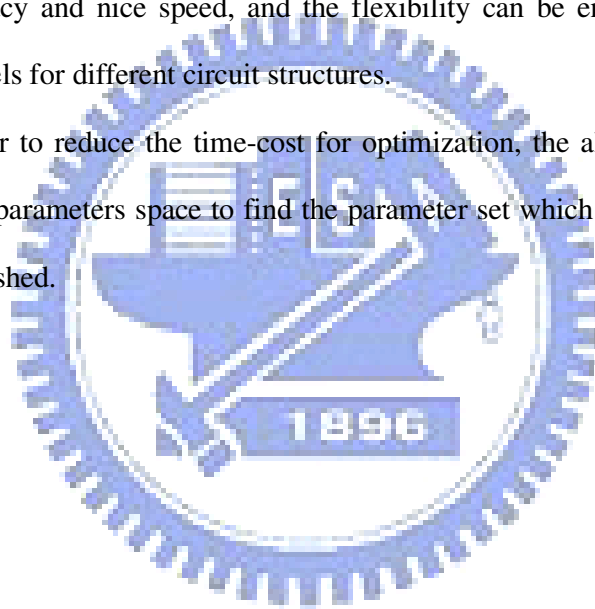 cy and nice speed, and the flexibility can be en
els for different circuit structures.
r to reduce the time-cost for optimization, the a
parameters space to find the parameter set which
shed.
E S
1896